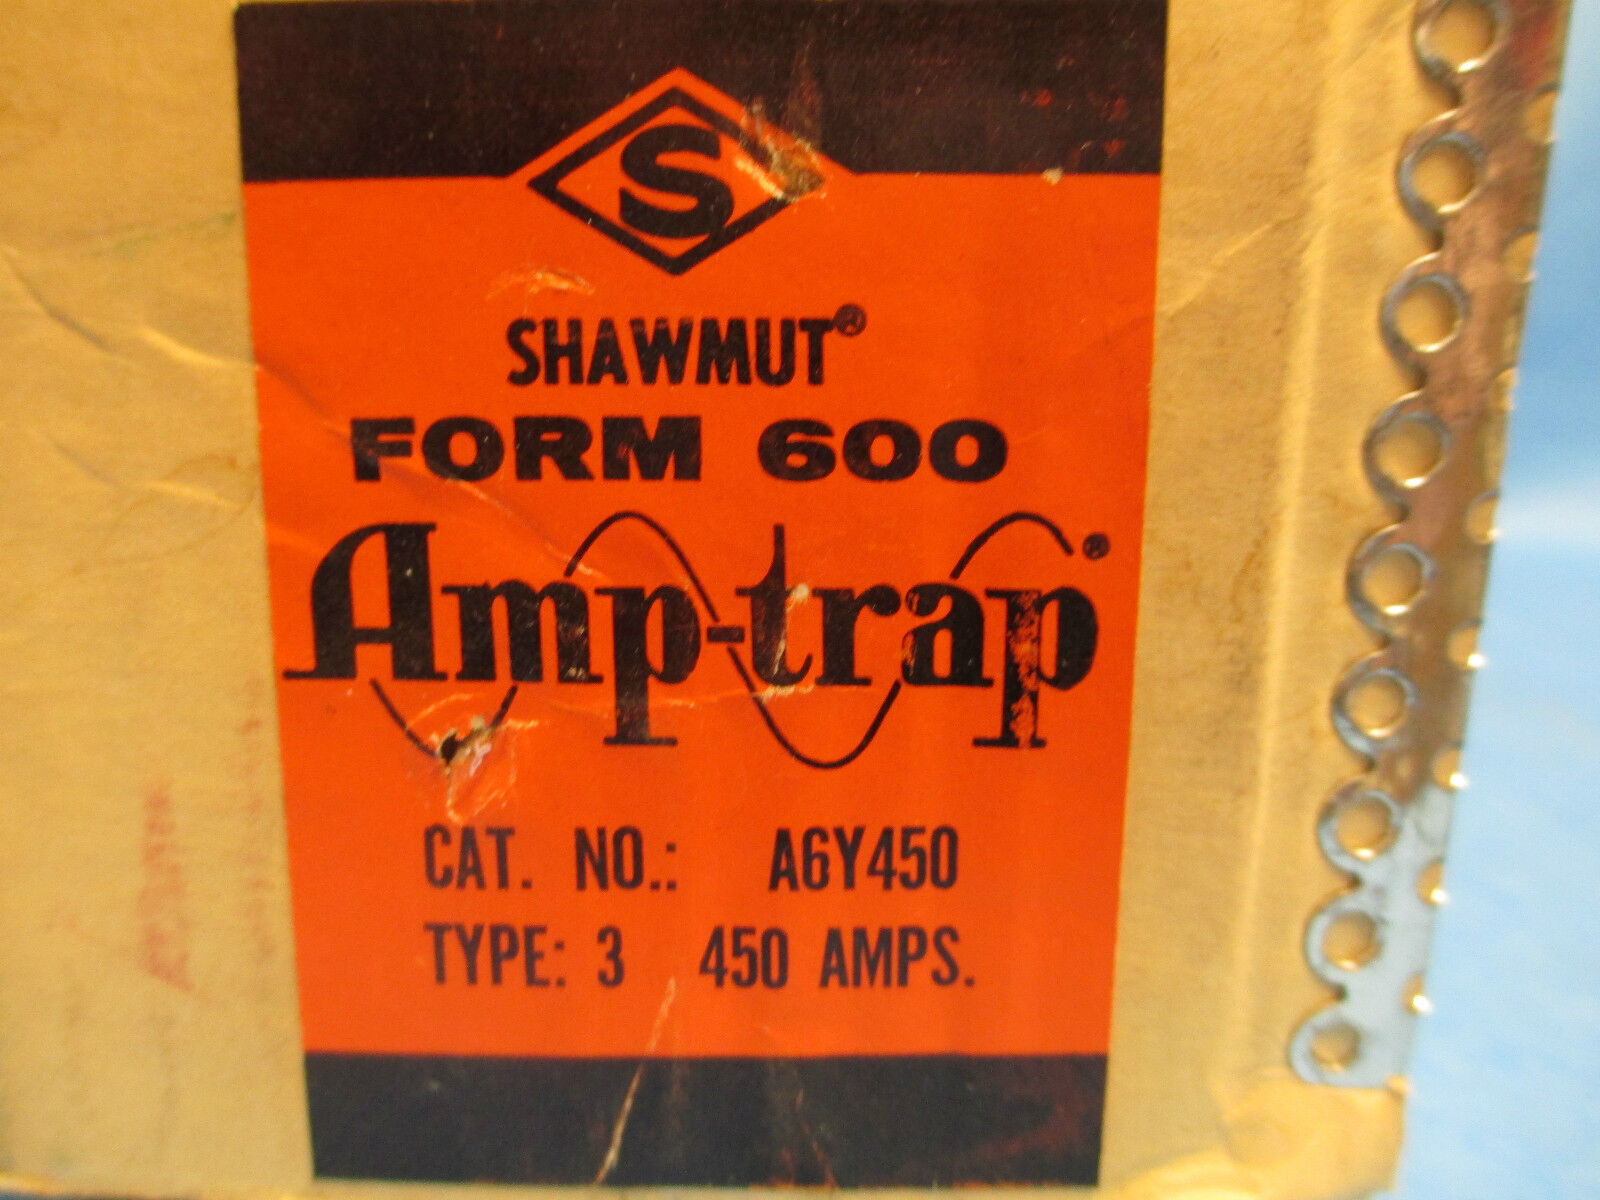 S
SHAWMUT®
FORM 600
Amp-trap®
CAT. NO.: A6Y450
TYPE: 3 450 AMPS.